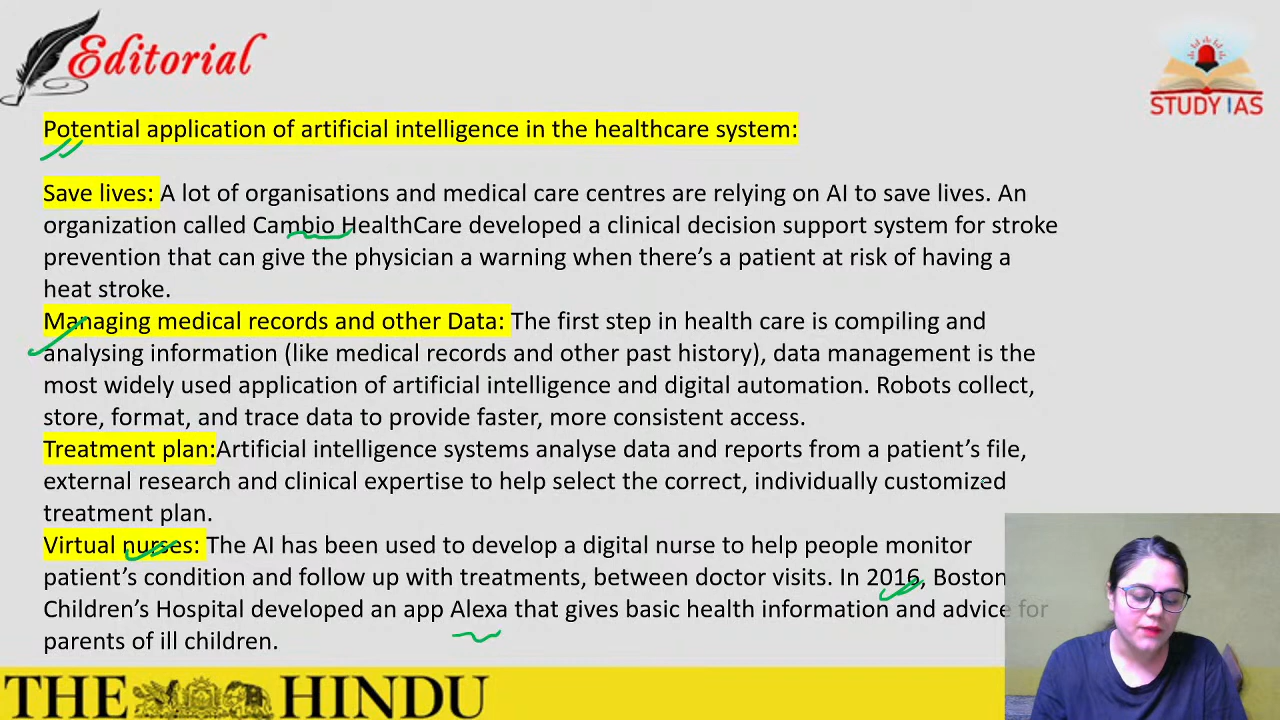 Editorial
STUDY IAS
Potential application of artificial intelligence in the healthcare system:
Save lives: A lot of organisations and medical care centres are relying on AI to save lives. An
organization called Cambio HealthCare developed a clinical decision support system for stroke
prevention that can give the physician a warning when there’s a patient at risk of having a
heat stroke.
Managing medical records and other Data: The first step in health care is compiling and
analysing information (like medical records and other past history), data management is the
most widely used application of artificial intelligence and digital automation. Robots collect,
store, format, and trace data to provide faster, more consistent access.
Treatment plan:Artificial intelligence systems analyse data and reports from a patient’s file,
external research and clinical expertise to help select the correct, individually customized
treatment plan.
Virtual nurses: The AI has been used to develop a digital nurse to help people monitor
patient’s condition and follow up with treatments, between doctor visits. In 2016, Boston
Children’s Hospital developed an app Alexa that gives basic health information and advice for
parents of ill children.
THE HINDU